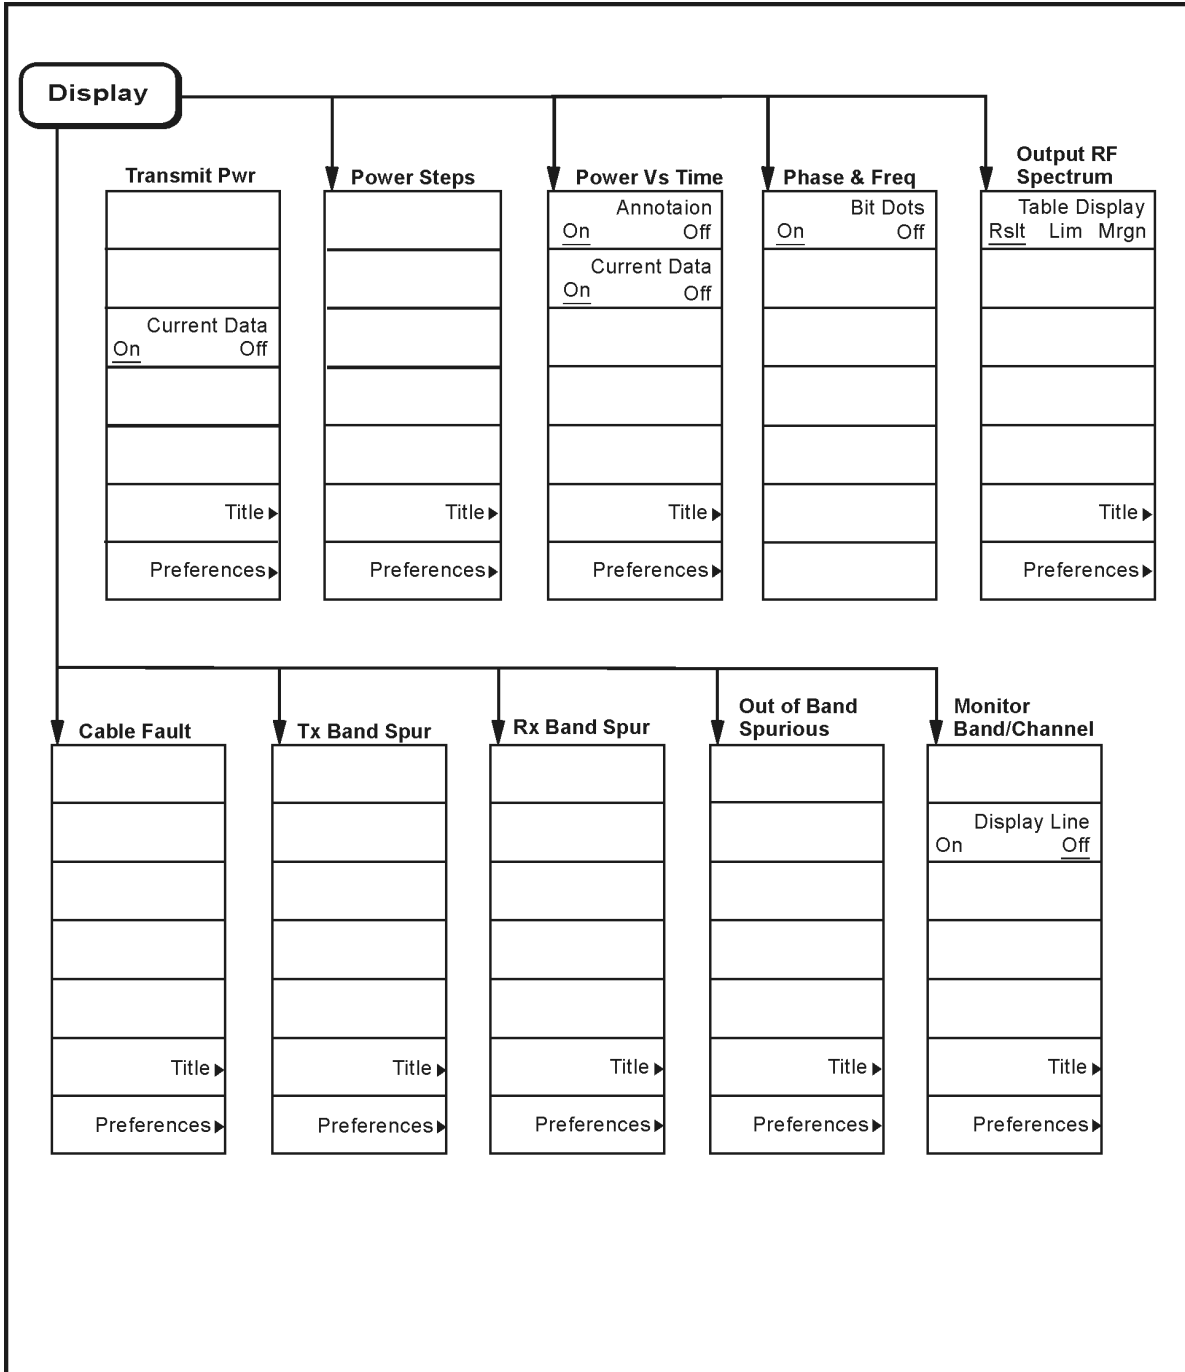 Display
Transmit Pwr
Current Data
On Off
Title
Preferences
Power Steps
Title
Preferences
Power Vs Time
Annotaion
On Off
Current Data
On Off
Title
Preferences
Phase & Freq
Bit Dots
On Off
Output RF
Spectrum
Table Display
Rslt Lim Mrgn
Title
Preferences
Cable Fault
Title
Preferences
Tx Band Spur
Title
Preferences
Rx Band Spur
Title
Preferences
Out of Band
Spurious
Title
Preferences
Monitor
Band/Channel
Display Line
On Off
Title
Preferences